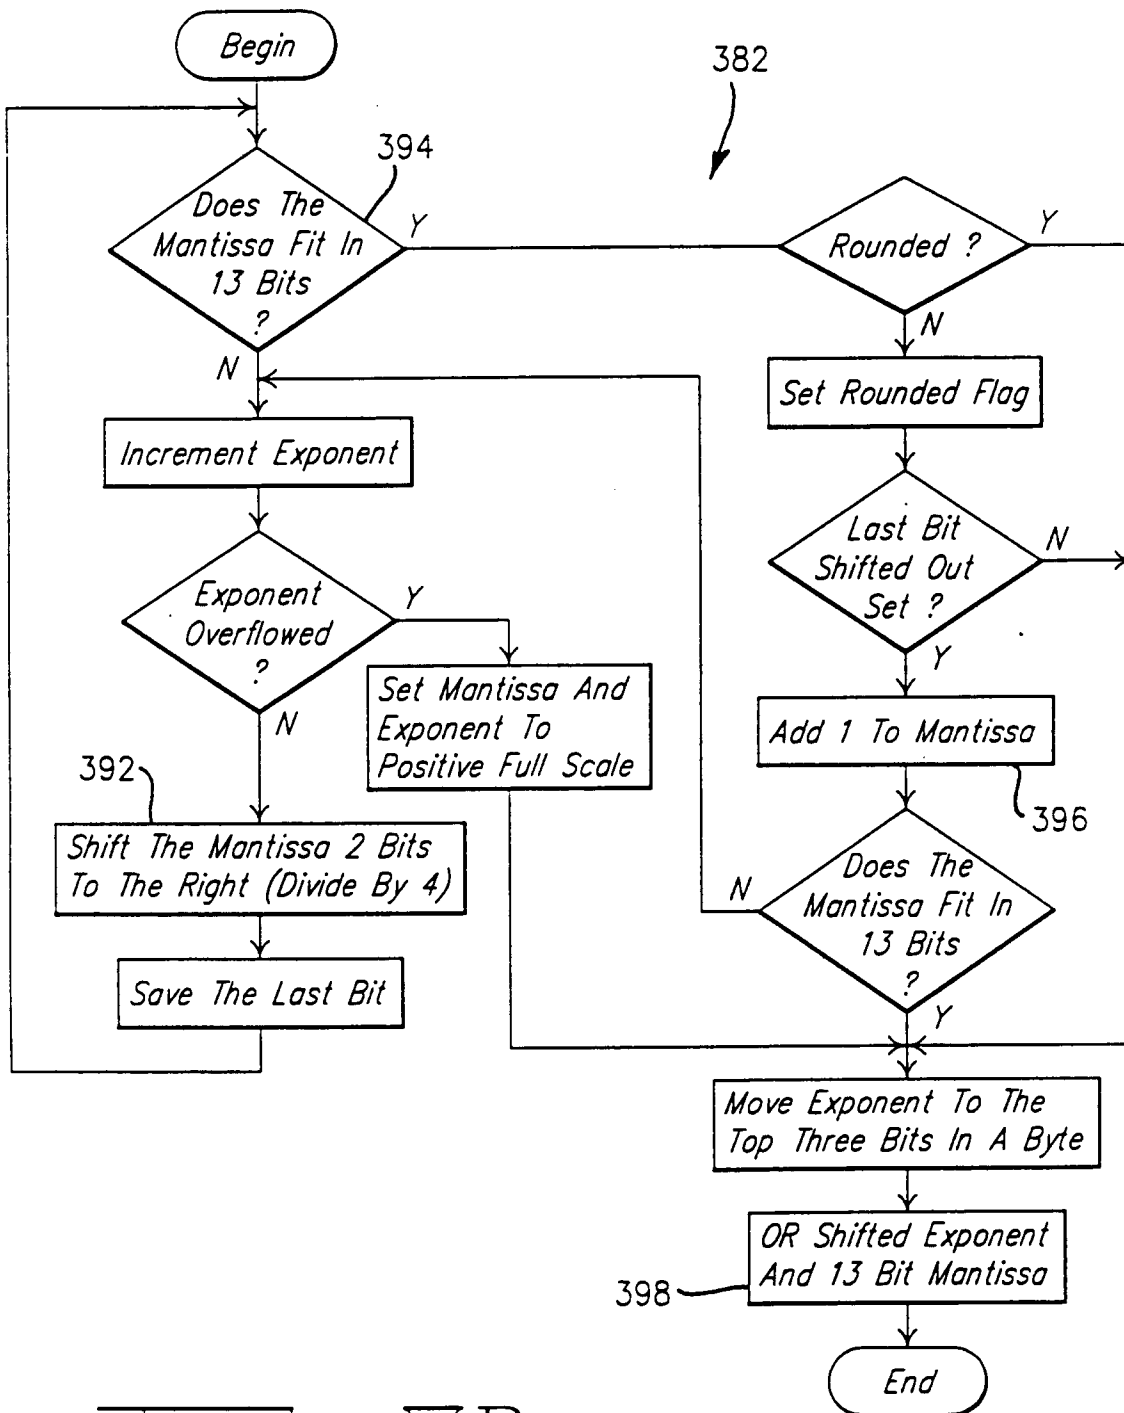 Begin
382
394
Does The
Mantissa Fit In
13 Bits
?
Y
N
Rounded ?
Y
N
Set Rounded Flag
Increment Exponent
Last Bit
Shifted Out
Set ?
N
Y
Exponent
Overflowed
?
Y
N
Set Mantissa And
Exponent To
Positive Full Scale
Add 1 To Mantissa
396
392
Shift The Mantissa 2 Bits
To The Right (Divide By 4)
Does The
Mantissa Fit In
13 Bits
?
N
Y
Save The Last Bit
Move Exponent To The
Top Three Bits In A Byte
OR Shifted Exponent
And 13 Bit Mantissa
398
End